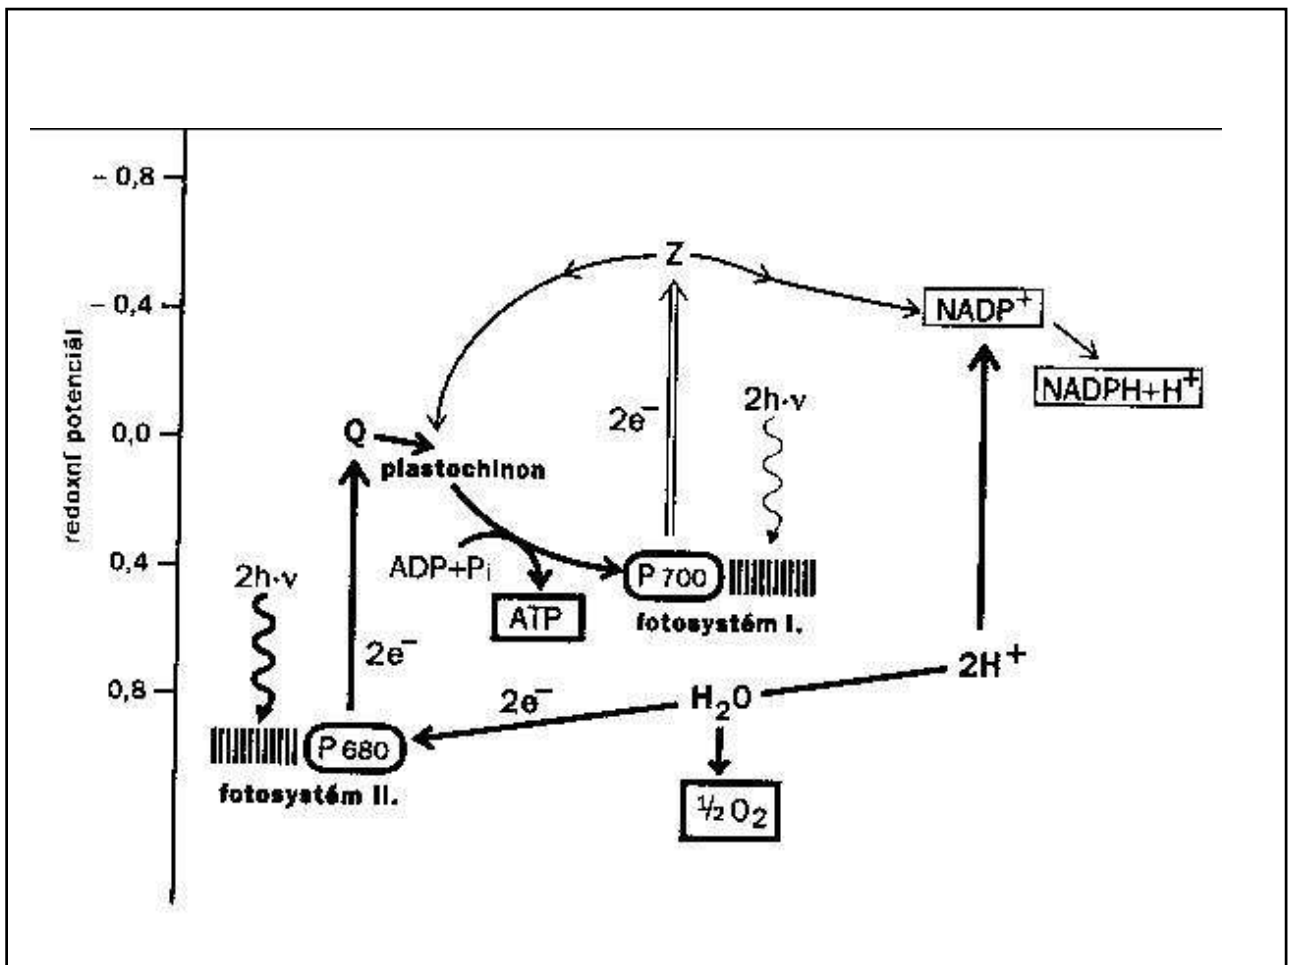 - 0,8
Z
- 0,4
NADP+
NADPH+H+
2h·ν
2e−
redoxní potenciál
0,0
Q
plastochinon
0,4
ADP+Pi
P 700
2h·ν
ATP
fotosystém I.
2e−
2H+
0,8
2e−
H2O
P 680
fotosystém II.
½ O2